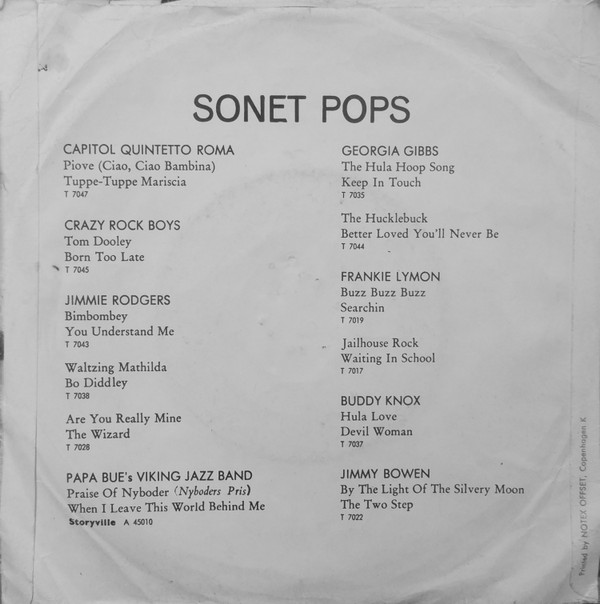 SONET POPS
CAPITOL QUINTETTO ROMA
Piove (Ciao, Ciao Bambina)
Tuppe-Tuppe Mariscia
T 7047
CRAZY ROCK BOYS
Tom Dooley
Born Too Late
T 7045
JIMMIE RODGERS
Bimbombey
You Understand Me
T 7043
Waltzing Mathilda
Bo Diddley
T 7038
Are You Really Mine
The Wizard
T 7028
PAPA BUE's VIKING JAZZ BAND
Praise Of Nyboder (Nyboders Pris)
When I Leave This World Behind Me
Storyville A 45010
GEORGIA GIBBS
The Hula Hoop Song
Keep In Touch
T 7035
The Hucklebuck
Better Loved You'll Never Be
T 7044
FRANKIE LYMON
Buzz Buzz Buzz
Searchin
T 7019
Jailhouse Rock
Waiting In School
T 7017
BUDDY KNOX
Hula Love
Devil Woman
T 7037
JIMMY BOWEN
By The Light Of The Silvery Moon
The Two Step
T 7022
Printed by NOTEX OFFSET, Copenhagen K